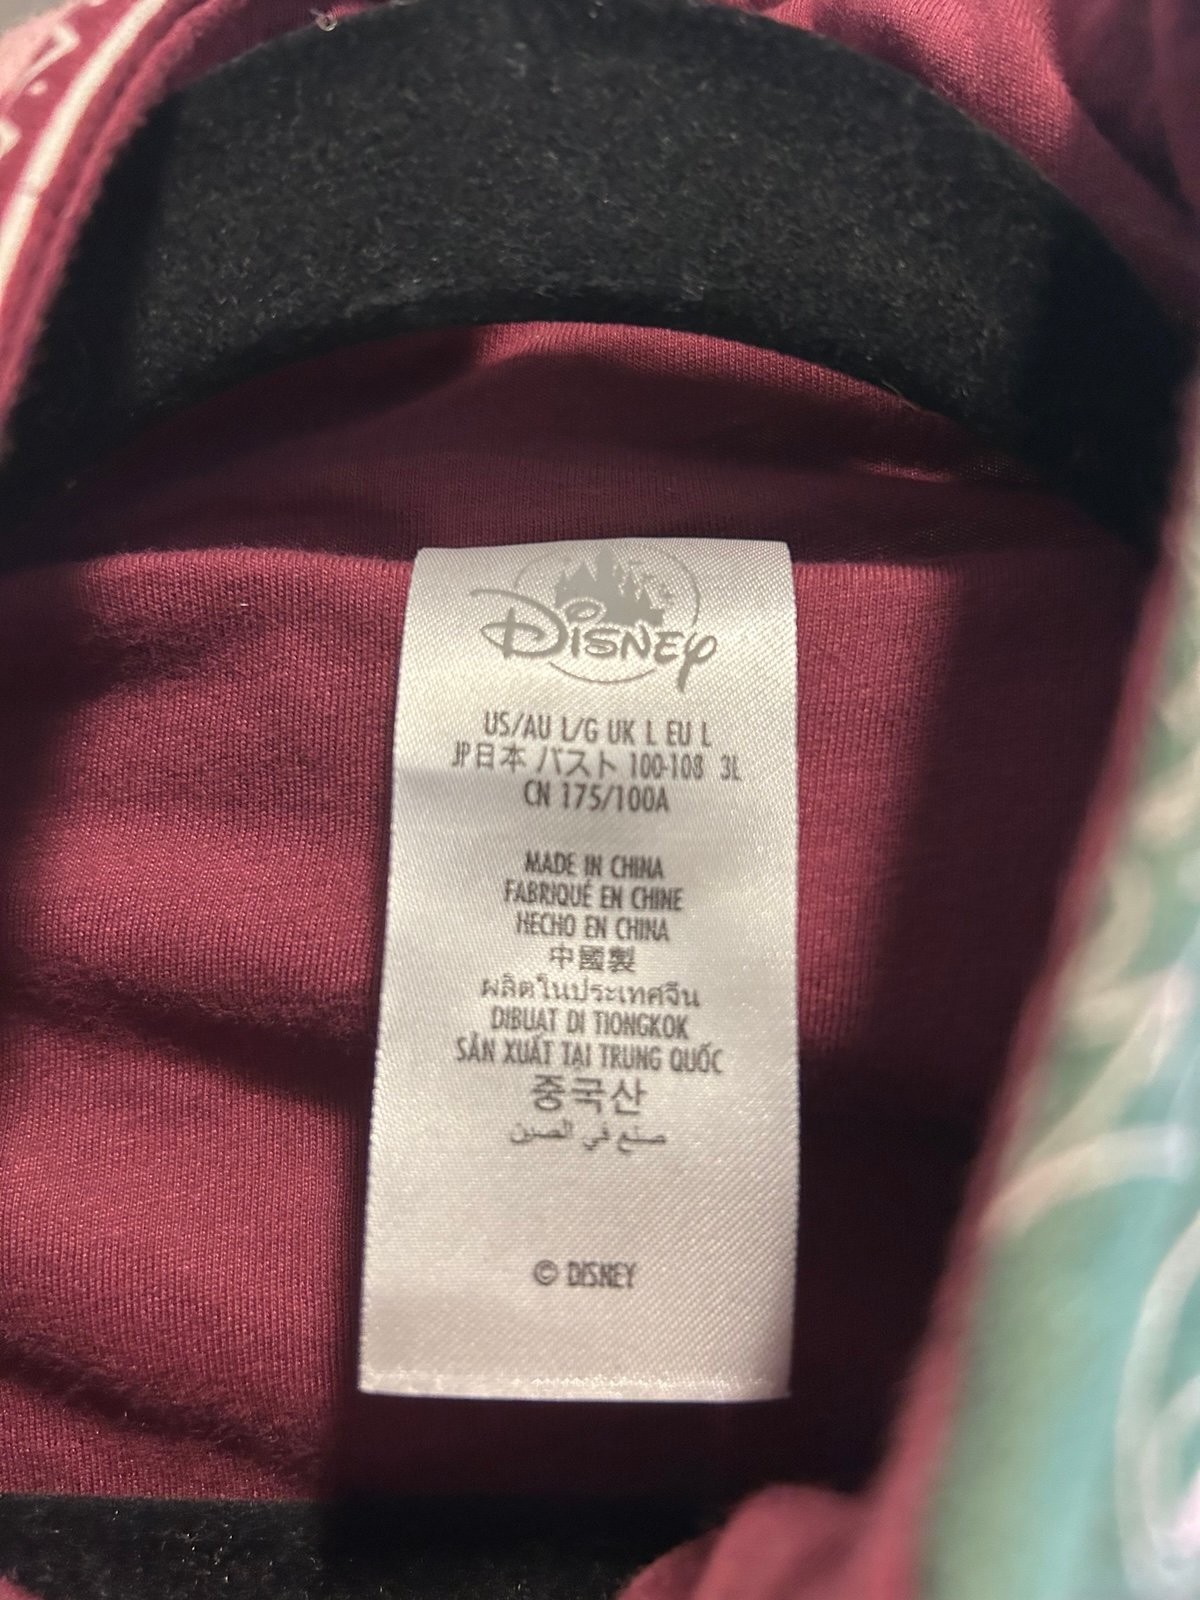 Disney
US/AU L/G UK L EU L
JP日本 バスト 100-108 3L
CN 175/100A
MADE IN CHINA
FABRIQUÉ EN CHINE
HECHO EN CHINA
中國製
ผลิตในประเทศจีน
DIBUAT DI TIONGKOK
SẢN XUẤT TẠI TRUNG QUỐC
중국산
صنع في الصين
© DISNEY